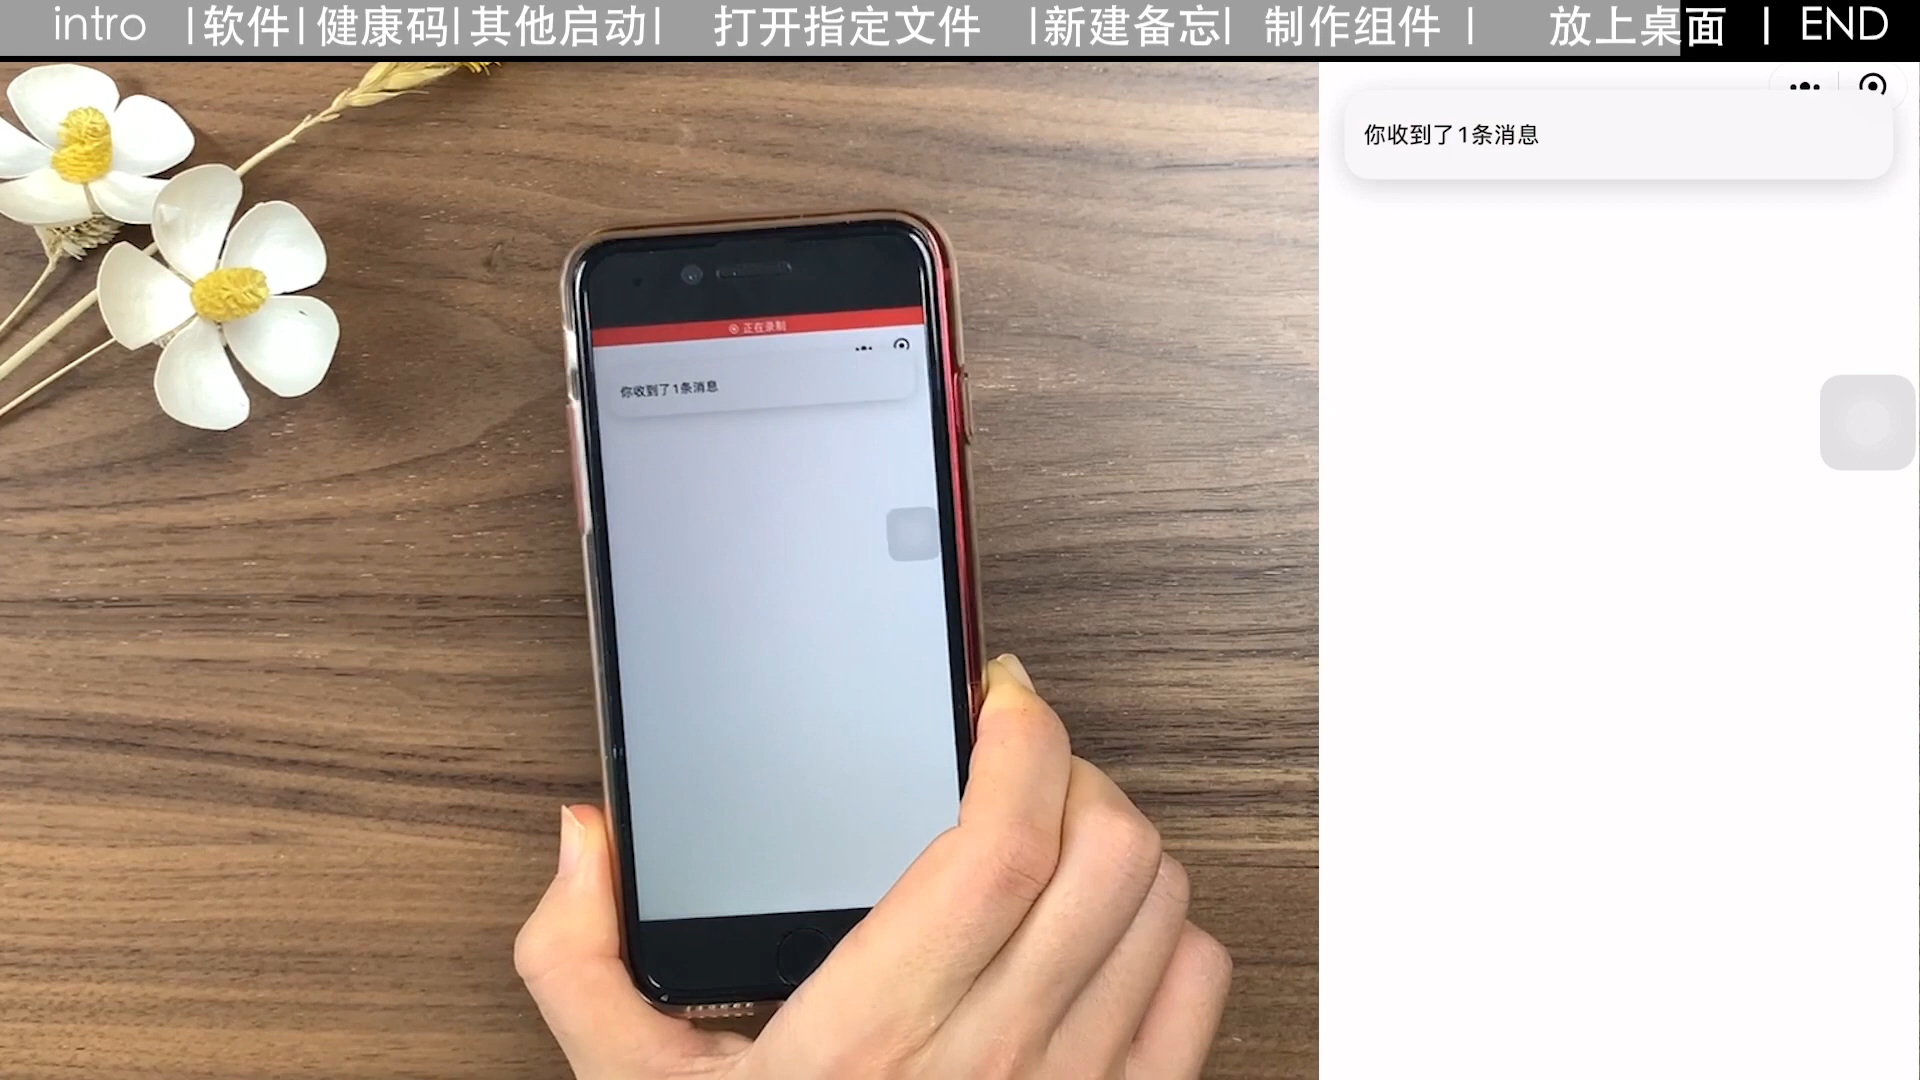 intro |软件|健康码|其他启动| 打开指定文件 |新建备忘| 制作组件 | 放上桌面 | END
你收到了1条消息
正在录制
你收到了1条消息